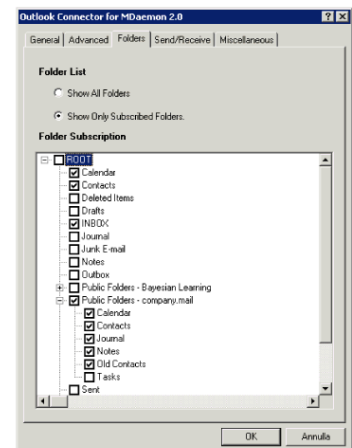 Outlook Connector for MDaemon 2.0
General Advanced Folders Send/Receive Miscellaneous
Folder List
Show All Folders
Show Only Subscribed Folders.
Folder Subscription
ROOT
Calendar
Contacts
Deleted Items
Drafts
INBOX
Journal
Junk E-mail
Notes
Outbox
Public Folders - Bayesian Learning
Public Folders - company.mail
Calendar
Contacts
Journal
Notes
Old Contacts
Tasks
Sent
OK Annulla